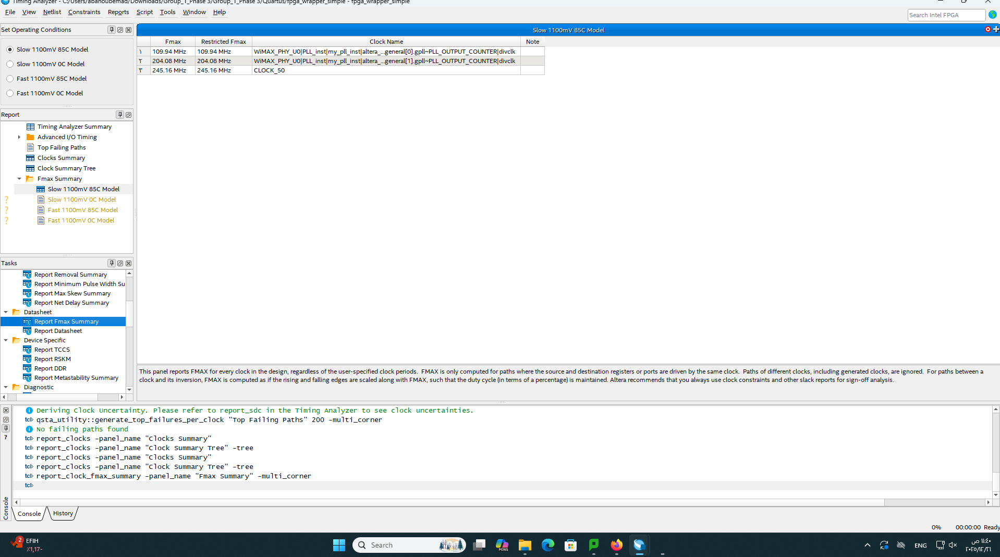 Timing Analyzer - C:/Users/abanoubemad/Downloads/Group_1_Phase 3/Group_1_Phase 3/Quartus/fpga_wrapper_simple - fpga_wrapper_simple
File View Netlist Constraints Reports Script Tools Window Help
Search Intel FPGA
Set Operating Conditions
Slow 1100mV 85C Model
Slow 1100mV 0C Model
Fast 1100mV 85C Model
Fast 1100mV 0C Model
Report
Timing Analyzer Summary
Advanced I/O Timing
Top Failing Paths
Clocks Summary
Clock Summary Tree
Fmax Summary
Slow 1100mV 85C Model
? Slow 1100mV 0C Model
? Fast 1100mV 85C Model
? Fast 1100mV 0C Model
Tasks
Report Removal Summary
Report Minimum Pulse Width Su
Report Max Skew Summary
Report Net Delay Summary
Datasheet
Report Fmax Summary
Report Datasheet
Device Specific
Report TCCS
Report RSKM
Report DDR
Report Metastability Summary
Diagnostic
Slow 1100mV 85C Model
Fmax Restricted Fmax Clock Name Note
١ 109.94 MHz 109.94 MHz WiMAX_PHY_U0|PLL_inst|my_pll_inst|altera_...general[0].gpll~PLL_OUTPUT_COUNTER|divclk
٢ 204.08 MHz 204.08 MHz WiMAX_PHY_U0|PLL_inst|my_pll_inst|altera_...general[1].gpll~PLL_OUTPUT_COUNTER|divclk
٣ 245.16 MHz 245.16 MHz CLOCK_50
This panel reports FMAX for every clock in the design, regardless of the user-specified clock periods.  FMAX is only computed for paths where the source and destination registers or ports are driven by the same clock.  Paths of different clocks, including generated clocks, are ignored.  For paths between a
clock and its inversion, FMAX is computed as if the rising and falling edges are scaled along with FMAX, such that the duty cycle (in terms of a percentage) is maintained. Altera recommends that you always use clock constraints and other slack reports for sign-off analysis.
Deriving Clock Uncertainty. Please refer to report_sdc in the Timing Analyzer to see clock uncertainties.
tcl> qsta_utility::generate_top_failures_per_clock "Top Failing Paths" 200 -multi_corner
No failing paths found
tcl> report_clocks -panel_name "Clocks Summary"
tcl> report_clocks -panel_name "Clock Summary Tree" -tree
tcl> report_clocks -panel_name "Clocks Summary"
tcl> report_clocks -panel_name "Clock Summary Tree" -tree
tcl> report_clock_fmax_summary -panel_name "Fmax Summary" -multi_corner
tcl>
?
Console
Console History
0% 00:00:00 Ready
2
EFIH
٪1,17-
Search
M365
ENG
١١:٤٠ ص
٢٠٢٥/١٢/٢١